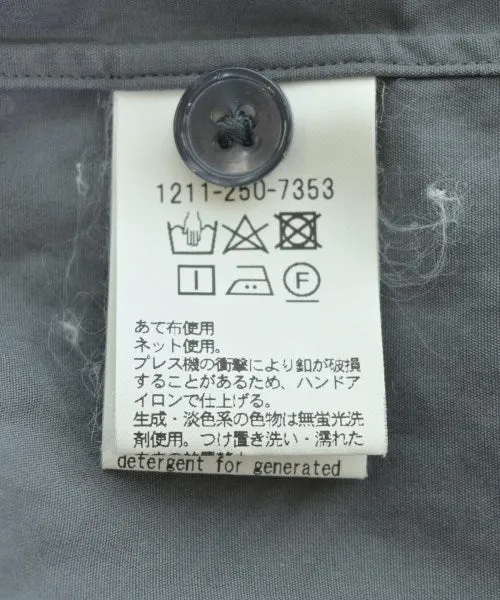 1211-250-7353
F
あて布使用
ネット使用。
プレス機の衝撃により釦が破損
することがあるため、ハンドア
イロンで仕上げる。
生成・淡色系の色物は無蛍光洗
剤使用。つけ置き洗い・濡れた
detergent for generated